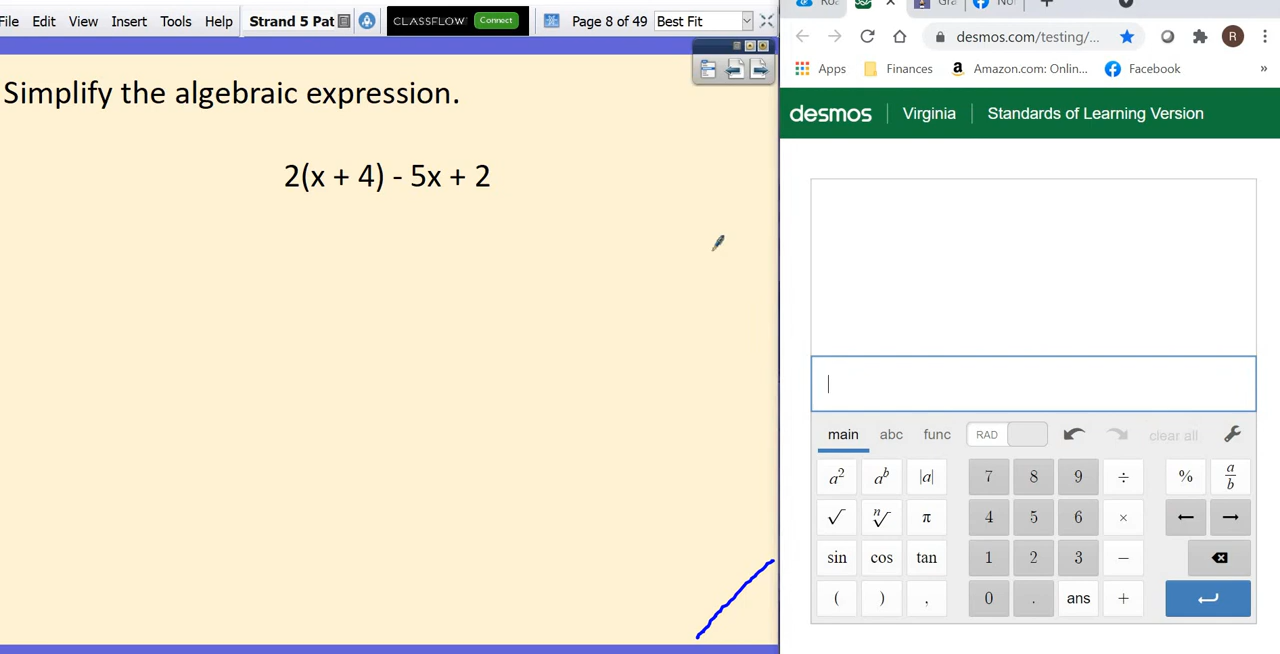 File Edit View Insert Tools Help Strand 5 Pat CLASSFLOW Connect Page 8 of 49 Best Fit
Simplify the algebraic expression.
2(x + 4) - 5x + 2
Gra
desmos.com/testing/... R
Apps Finances a Amazon.com: Onlin... Facebook »
desmos Virginia Standards of Learning Version
main abc func RAD clear all
a² aᵇ |a| 7 8 9 ÷ % a/b
√ ⁿ√ π 4 5 6 × ← →
sin cos tan 1 2 3 −
( ) , 0 . ans +